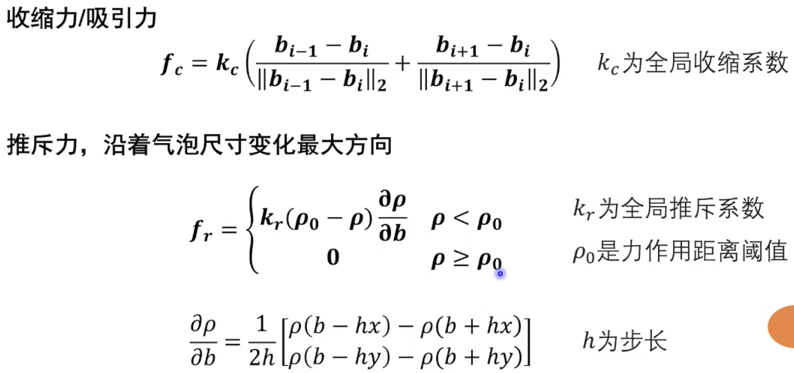 收缩力/吸引力
f_c = k_c ( (b_{i-1} − b_i) / ‖b_{i-1} − b_i‖_2 + (b_{i+1} − b_i) / ‖b_{i+1} − b_i‖_2 ) k_c为全局收缩系数
推斥力，沿着气泡尺寸变化最大方向
f_r = { k_r(ρ_0 − ρ) ∂ρ/∂b ρ < ρ_0 k_r为全局推斥系数
0 ρ ≥ ρ_0 ρ_0是力作用距离阈值
∂ρ/∂b = 1/2h [ρ(b − hx) − ρ(b + hx)
ρ(b − hy) − ρ(b + hy)] h为步长